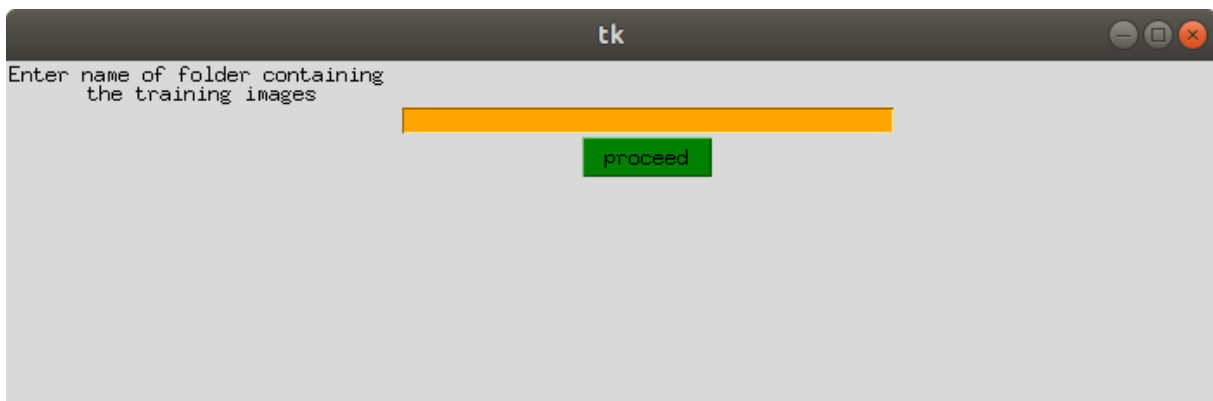 tk
Enter name of folder containing
the training images
proceed